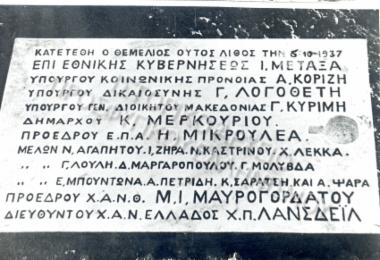 ΚΑΤΕΤΕΘΗ Ο ΘΕΜΕΛΙΟΣ ΟΥΤΟΣ ΛΙΘΟΣ ΤΗΝ 5-10-1937
ΕΠΙ ΕΘΝΙΚΗΣ ΚΥΒΕΡΝΗΣΕΩΣ Ι, ΜΕΤΑΞΑ
ΥΠΟΥΡΓΟΥ ΚΟΙΝΩΝΙΚΗΣ ΠΡΟΝΟΙΑΣ Α, ΚΟΡΙΖΗ
ΥΠΟΥΡΓΟΥ ΔΙΚΑΙΟΣΥΝΗΣ Γ, ΛΟΓΟΘΕΤΗ
ΥΠΟΥΡΓΟΥ ΓΕΝ, ΔΙΟΙΚΗΤΟΥ ΜΑΚΕΔΟΝΙΑΣ Γ, ΚΥΡΙΜΗ
ΔΗΜΑΡΧΟΥ Κ, ΜΕΡΚΟΥΡΙΟΥ.
ΠΡΟΕΔΡΟΥ Ε.Π.Α. Η, ΜΙΚΡΟΥΛΕΑ.
ΜΕΛΩΝ Ν, ΑΓΑΠΗΤΟΥ, Ι, ΖΗΡΑ, Ν, ΚΑΣΤΡΙΝΟΥ, Χ, ΛΕΚΚΑ.
" " Γ, ΛΟΥΛΗ, Δ, ΜΑΡΓΑΡΟΠΟΥΛΟΥ, Γ, ΜΟΛΥΒΔΑ
" " Ε, ΜΠΟΥΝΤΩΝΑ, Α, ΠΕΤΡΙΔΗ, Κ, ΣΑΡΑΤΣΗ, ΚΑΙ Α, ΨΑΡΑ
ΠΡΟΕΔΡΟΥ Χ.Α.Ν.Θ. Μ, Ι, ΜΑΥΡΟΓΟΡΔΑΤΟΥ
ΔΙΕΥΘΥΝΤΟΥ Χ.Α.Ν. ΕΛΛΑΔΟΣ Χ.Π. ΛΑΝΣΔΕΪΛ